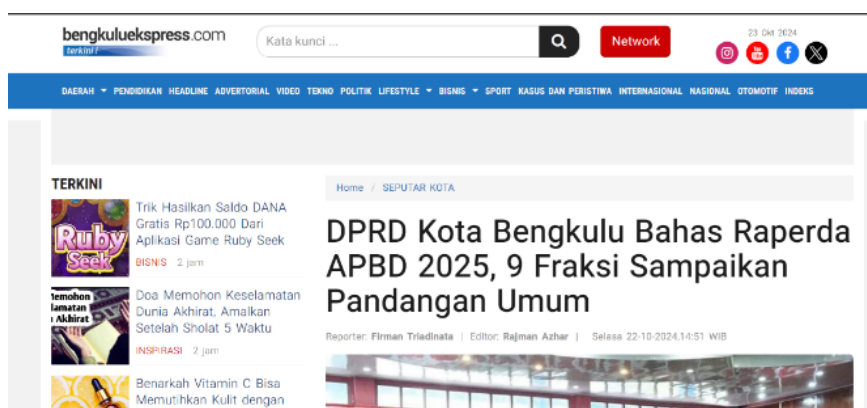 bengkuluekspress.com
terkini!
Kata kunci ...
Network
23 Okt 2024
DAERAH PENDIDIKAN HEADLINE ADVERTORIAL VIDEO TEKNO POLITIK LIFESTYLE BISNIS SPORT KASUS DAN PERISTIWA INTERNASIONAL NASIONAL OTOMOTIF INDEKS
TERKINI
Ruby
Seek
Trik Hasilkan Saldo DANA
Gratis Rp100.000 Dari
Aplikasi Game Ruby Seek
BISNIS 2 jam
Doa Memohon Keselamatan
Dunia Akhirat, Amalkan
Setelah Sholat 5 Waktu
INSPIRASI 2 jam
Benarkah Vitamin C Bisa
Memutihkan Kulit dengan
Home / SEPUTAR KOTA
DPRD Kota Bengkulu Bahas Raperda
APBD 2025, 9 Fraksi Sampaikan
Pandangan Umum
Reporter: Firman Triadinata | Editor: Rajman Azhar | Selasa 22-10-2024,14:51 WIB